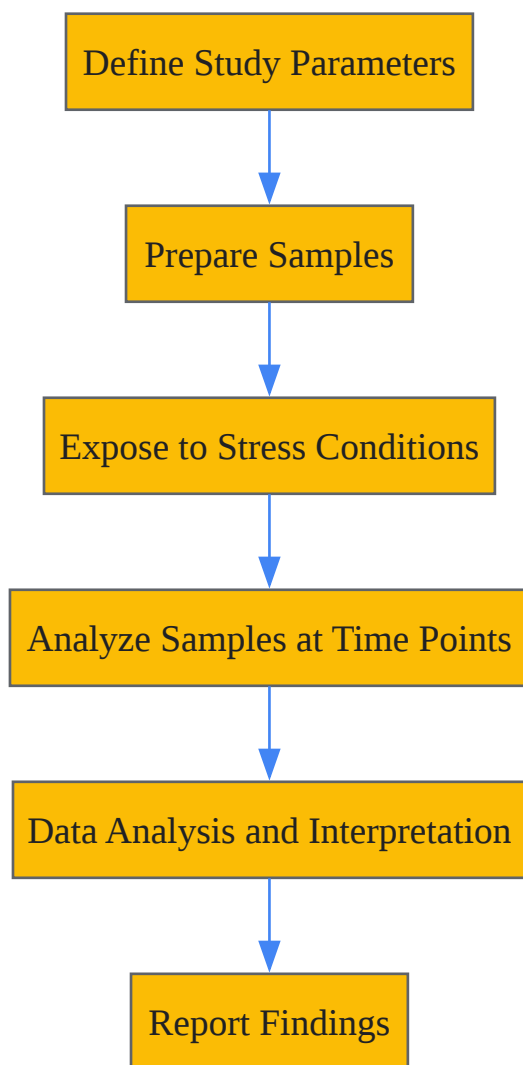 Define Study Parameters
Prepare Samples
Expose to Stress Conditions
Analyze Samples at Time Points
Data Analysis and Interpretation
Report Findings